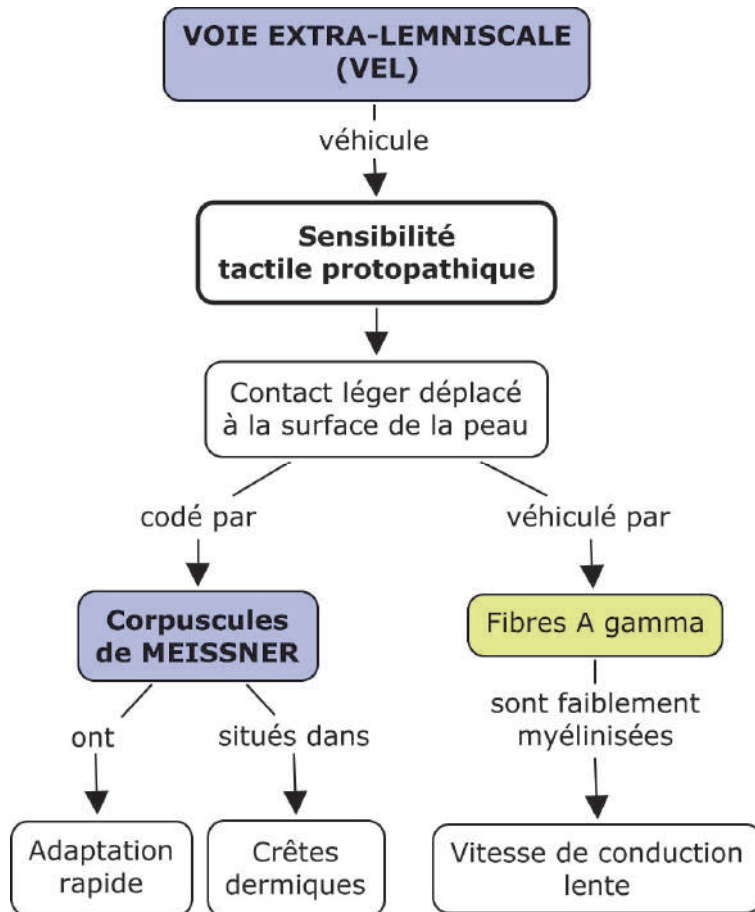 VOIE EXTRA-LEMNISCALE
(VEL)
véhicule
Sensibilité
tactile protopathique
Contact léger déplacé
à la surface de la peau
codé par
véhiculé par
Corpuscules
de MEISSNER
Fibres A gamma
ont
situés dans
sont faiblement
myélinisées
Adaptation
rapide
Crêtes
dermiques
Vitesse de conduction
lente